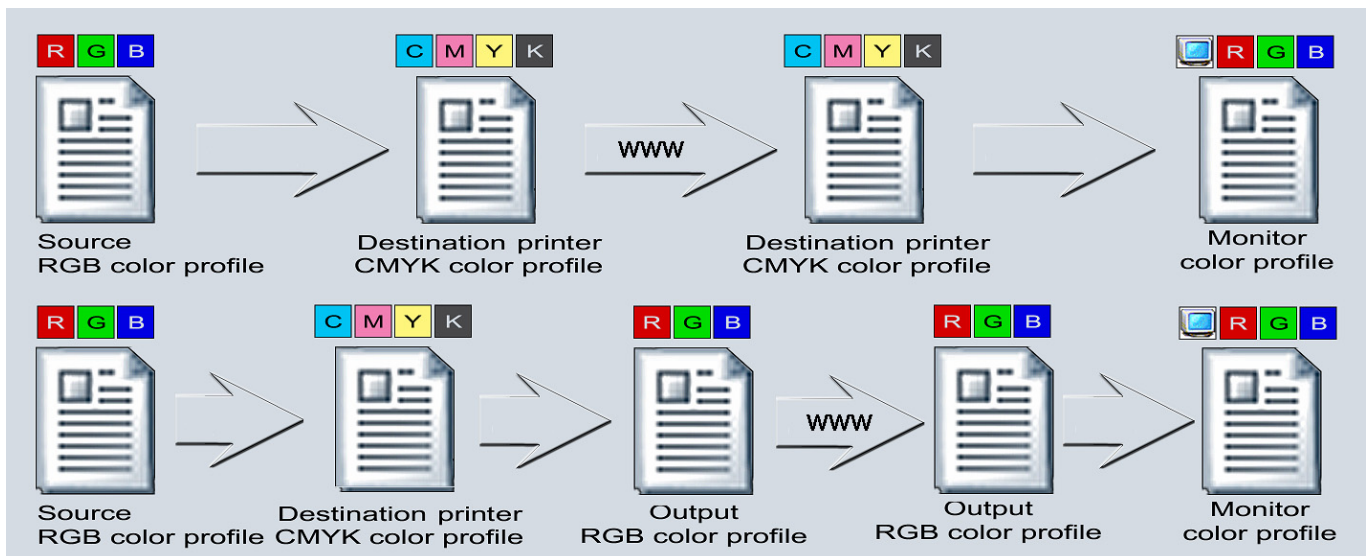 R G B
C M Y K
C M Y K
R G B
WWW
Source
RGB color profile
Destination printer
CMYK color profile
Destination printer
CMYK color profile
Monitor
color profile
R G B
C M Y K
R G B
R G B
R G B
WWW
Source
RGB color profile
Destination printer
CMYK color profile
Output
RGB color profile
Output
RGB color profile
Monitor
color profile